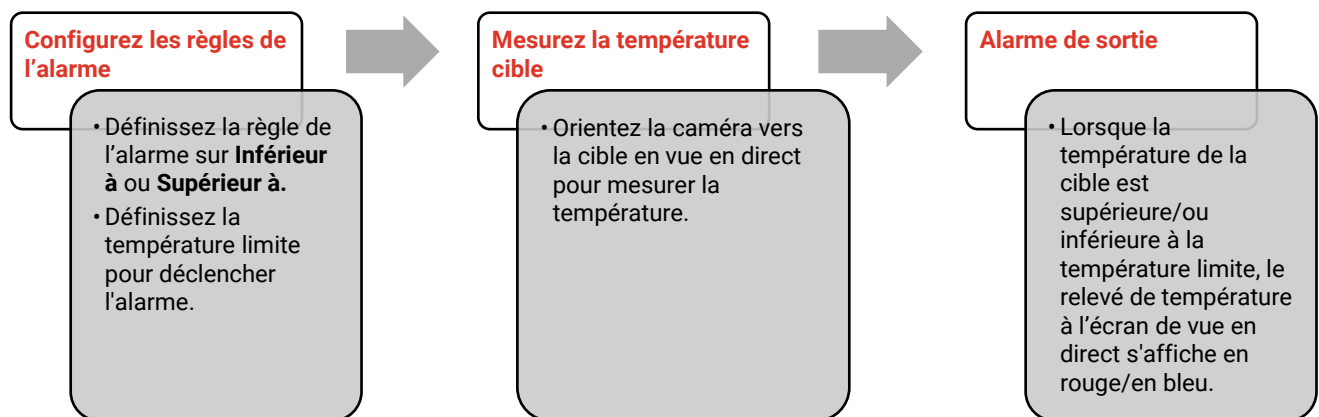 Configurez les règles de
l’alarme
• Définissez la règle de
l’alarme sur Inférieur
à ou Supérieur à.
• Définissez la
température limite
pour déclencher
l'alarme.
Mesurez la température
cible
• Orientez la caméra vers
la cible en vue en direct
pour mesurer la
température.
Alarme de sortie
• Lorsque la
température de la
cible est
supérieure/ou
inférieure à la
température limite, le
relevé de température
à l’écran de vue en
direct s'affiche en
rouge/en bleu.